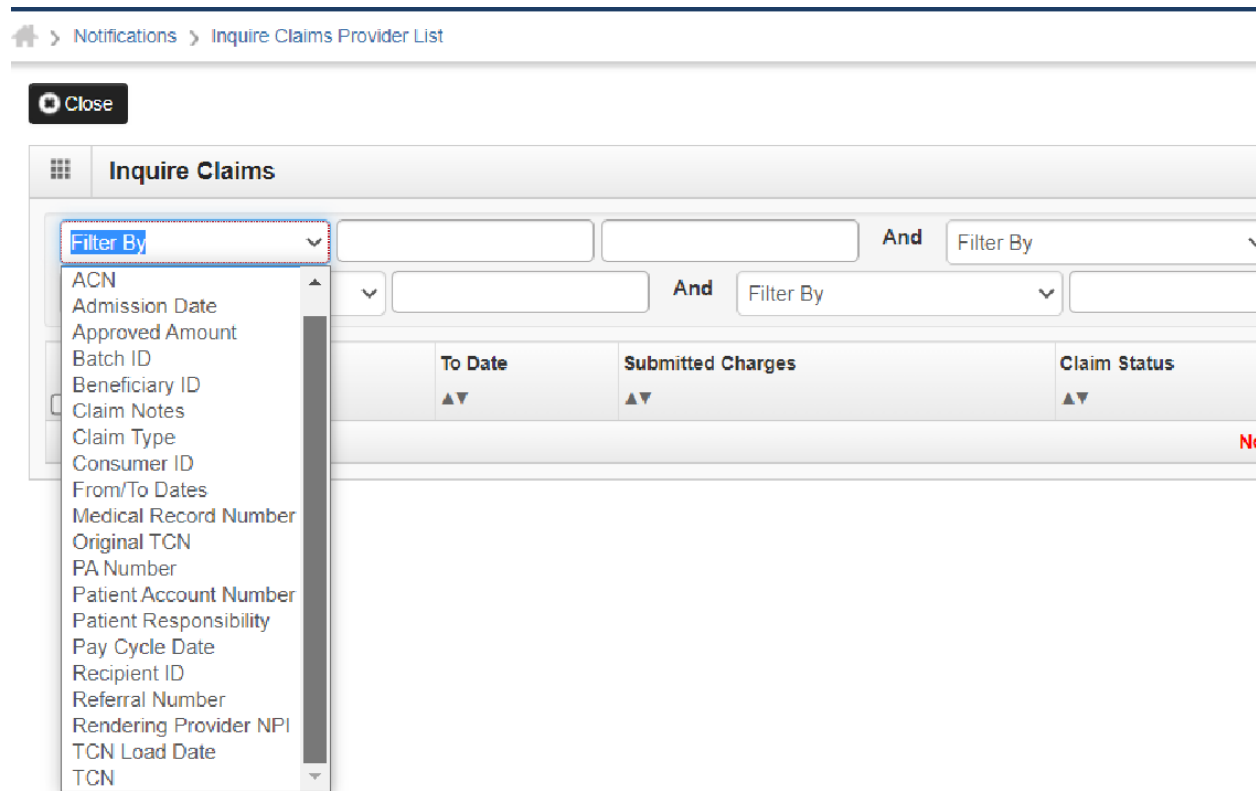 > Notifications > Inquire Claims Provider List
Close
Inquire Claims
Filter By And Filter By
And Filter By
ACN
Admission Date
Approved Amount
Batch ID
Beneficiary ID
Claim Notes
Claim Type
Consumer ID
From/To Dates
Medical Record Number
Original TCN
PA Number
Patient Account Number
Patient Responsibility
Pay Cycle Date
Recipient ID
Referral Number
Rendering Provider NPI
TCN Load Date
TCN
To Date Submitted Charges Claim Status
▲▼ ▲▼ ▲▼